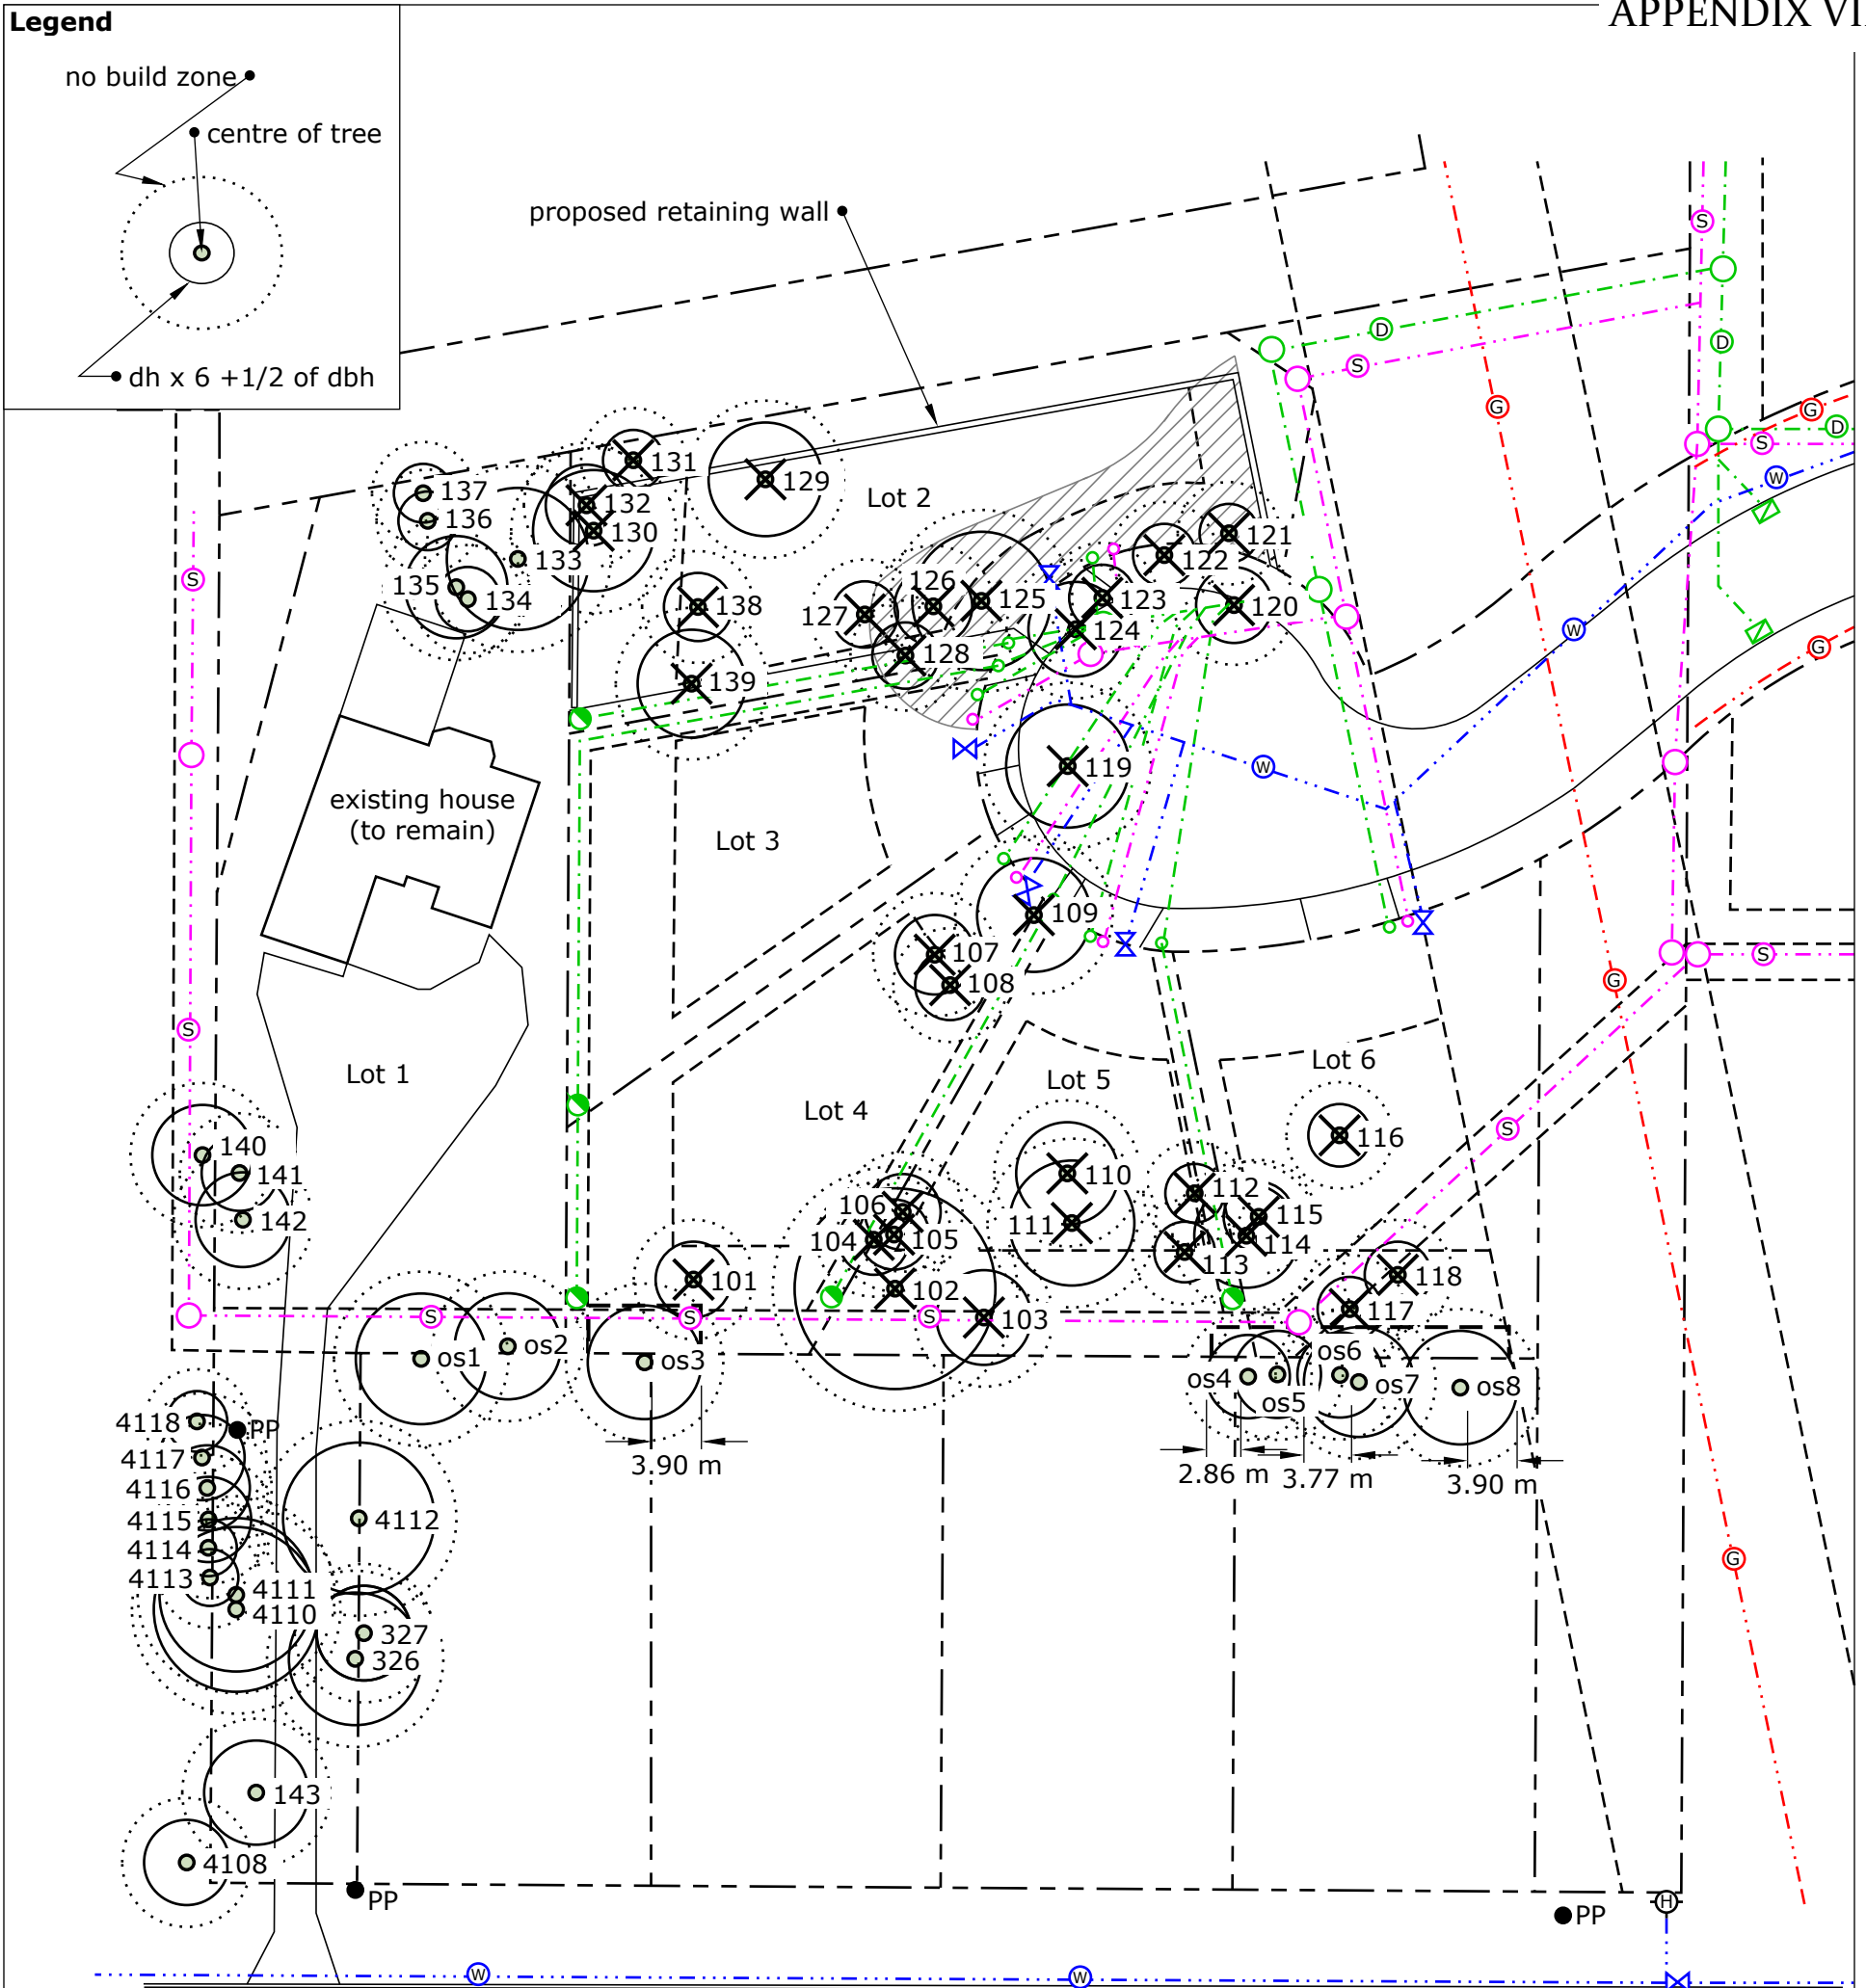 APPENDIX VI
Legend
no build zone
centre of tree
dh x 6 +1/2 of dbh
proposed retaining wall
S
D
S
D
G
G
S
D
W
137
136
135
133
134
131
132
130
129
Lot 2
138
139
127
126
128
125
124
123
122
121
120
119
S
W
G
W
existing house
(to remain)
Lot 3
109
107
108
S
G
S
Lot 1
Lot 4
Lot 5
Lot 6
S
140
141
142
116
110
111
112
113
115
114
118
117
106
104
105
102
103
101
S
S
S
os1
os2
os3
os4
os5
os6
os7
os8
3.90 m
2.86 m
3.77 m
3.90 m
4118
PP
4117
4116
4115
4114
4113
4111
4110
4112
327
326
G
143
4108
PP
PP
H
W
W